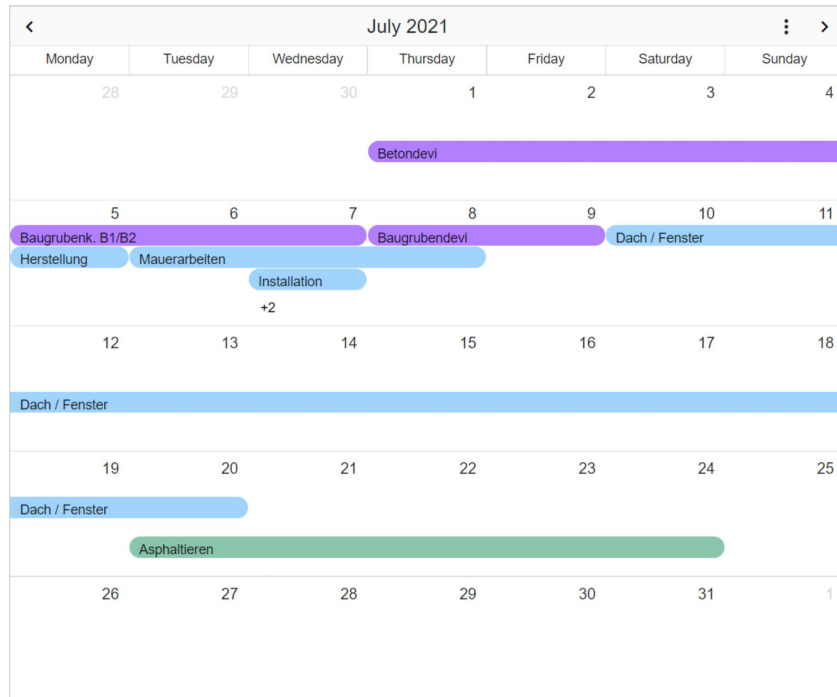 July 2021
Monday Tuesday Wednesday Thursday Friday Saturday Sunday
28 29 30 1 2 3 4
Betondevi
5 6 7 8 9 10 11
Baugrubenk. B1/B2 Baugrubendevi Dach / Fenster
Herstellung Mauerarbeiten
Installation
+2
12 13 14 15 16 17 18
Dach / Fenster
19 20 21 22 23 24 25
Dach / Fenster
Asphaltieren
26 27 28 29 30 31 1